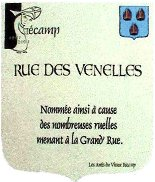 Fécamp
RUE DES VENELLES
Nommée ainsi à cause
des nombreuses ruelles
menant à la Grand' Rue.
Les Amis du Vieux Fécamp